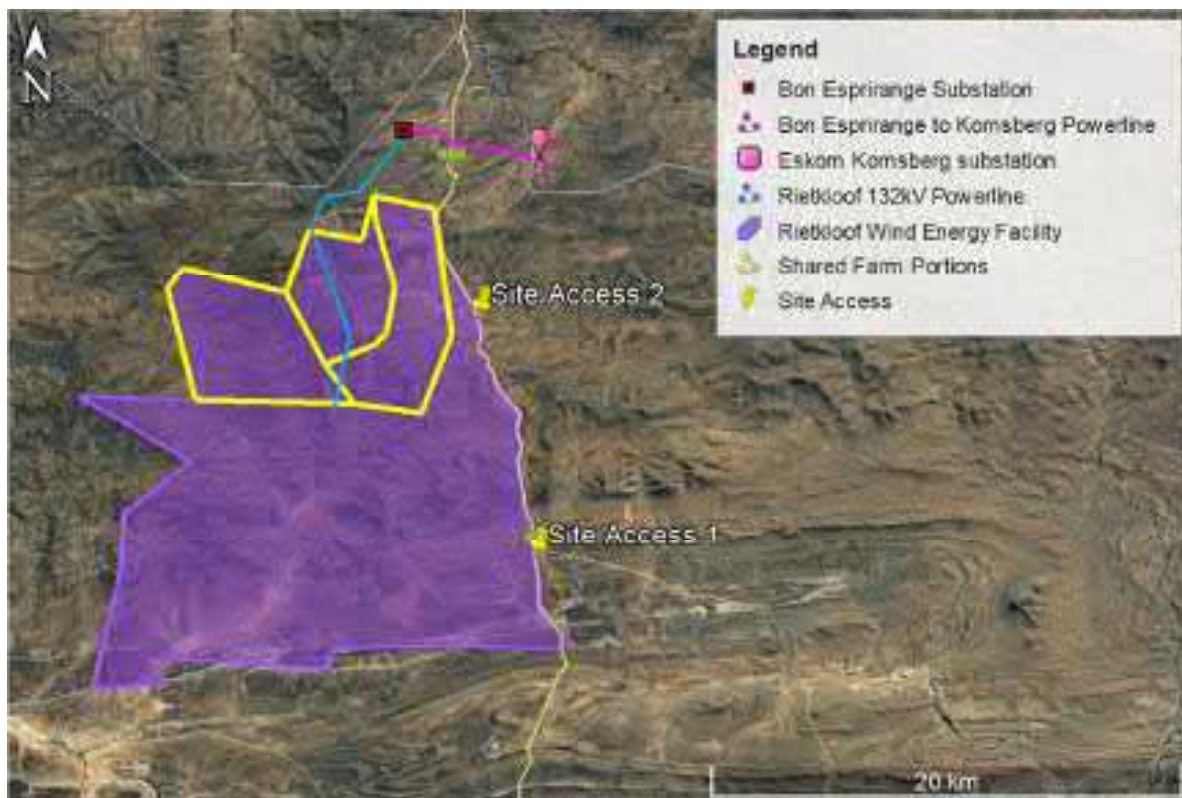 N
Legend
Bon Esprirange Substation
Bon Esprirange to Komsberg Powerline
Eskom Komsberg substation
Rietkloof 132kV Powerline
Rietkloof Wind Energy Facility
Shared Farm Portions
Site Access
Site Access 2
Site Access 1
20 km